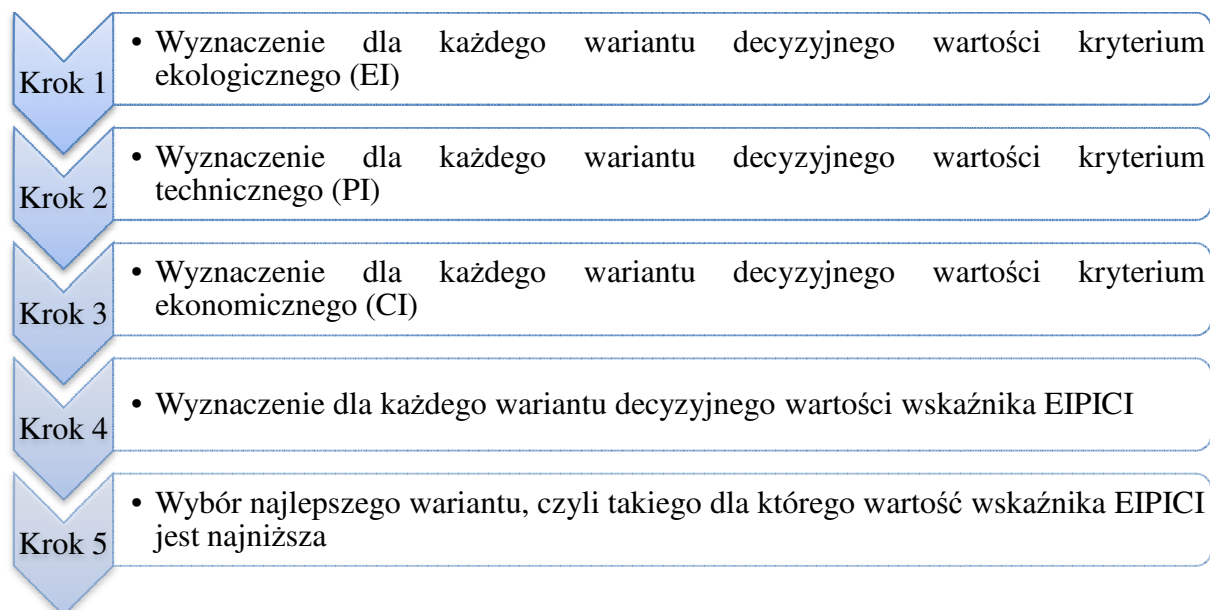 Krok 1
• Wyznaczenie dla każdego wariantu decyzyjnego wartości kryterium
ekologicznego (EI)
Krok 2
• Wyznaczenie dla każdego wariantu decyzyjnego wartości kryterium
technicznego (PI)
Krok 3
• Wyznaczenie dla każdego wariantu decyzyjnego wartości kryterium
ekonomicznego (CI)
Krok 4
• Wyznaczenie dla każdego wariantu decyzyjnego wartości wskaźnika EIPICI
Krok 5
• Wybór najlepszego wariantu, czyli takiego dla którego wartość wskaźnika EIPICI
jest najniższa